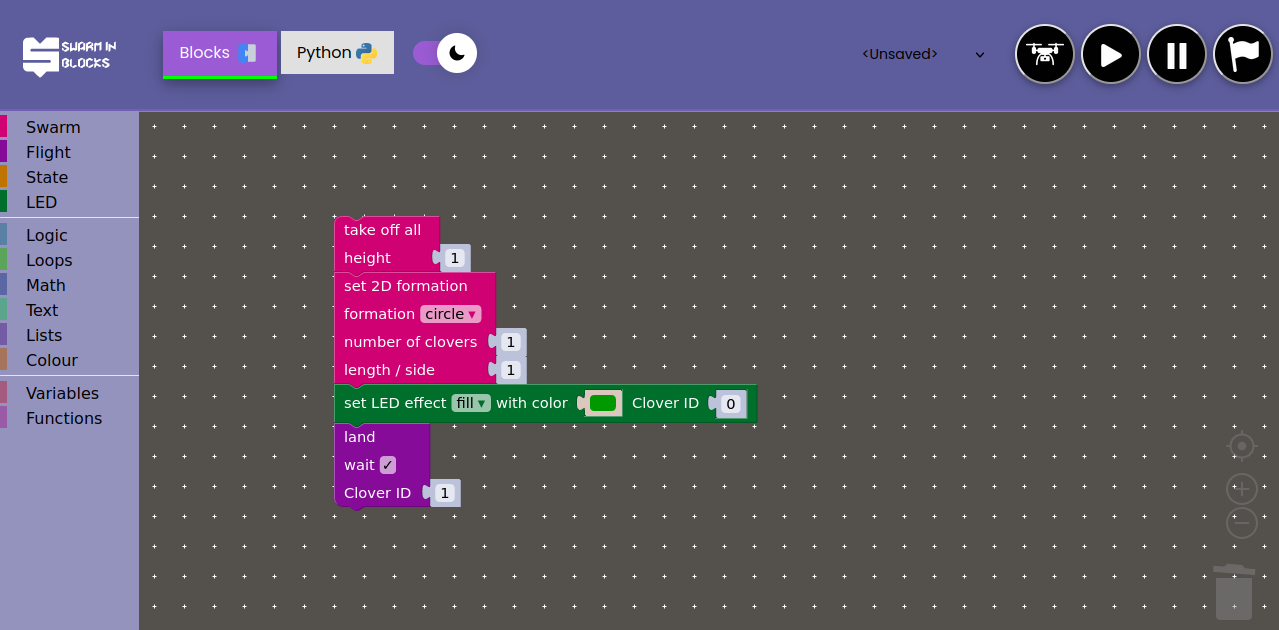 SWARM IN
BLOCKS
Blocks
Python
<Unsaved>
Swarm
Flight
State
LED
Logic
Loops
Math
Text
Lists
Colour
Variables
Functions
take off all
height 1
set 2D formation
formation circle ▾
number of clovers 1
length / side 1
set LED effect fill ▾ with color Clover ID 0
land
wait ✓
Clover ID 1